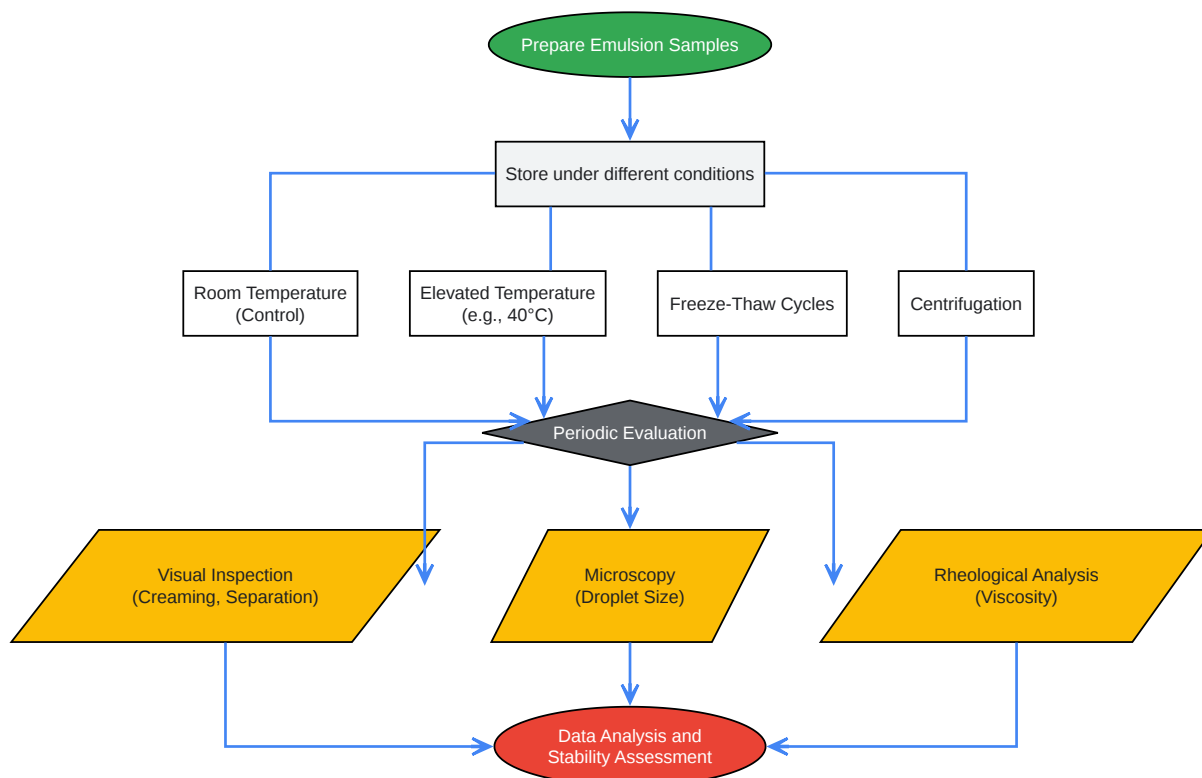 Prepare Emulsion Samples
Store under different conditions
Room Temperature
(Control)
Elevated Temperature
(e.g., 40°C)
Freeze-Thaw Cycles
Centrifugation
Periodic Evaluation
Visual Inspection
(Creaming, Separation)
Microscopy
(Droplet Size)
Rheological Analysis
(Viscosity)
Data Analysis and
Stability Assessment